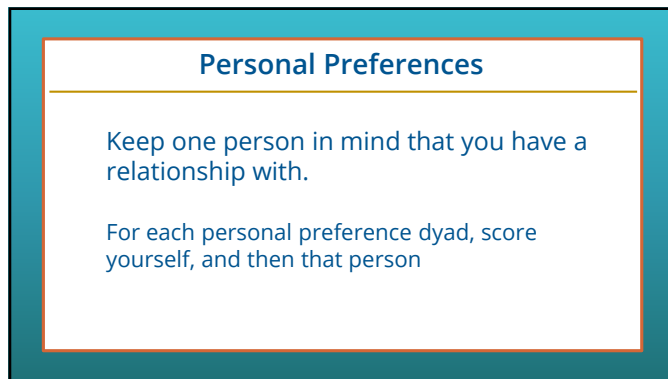 Personal Preferences
Keep one person in mind that you have a
relationship with.
For each personal preference dyad, score
yourself, and then that person